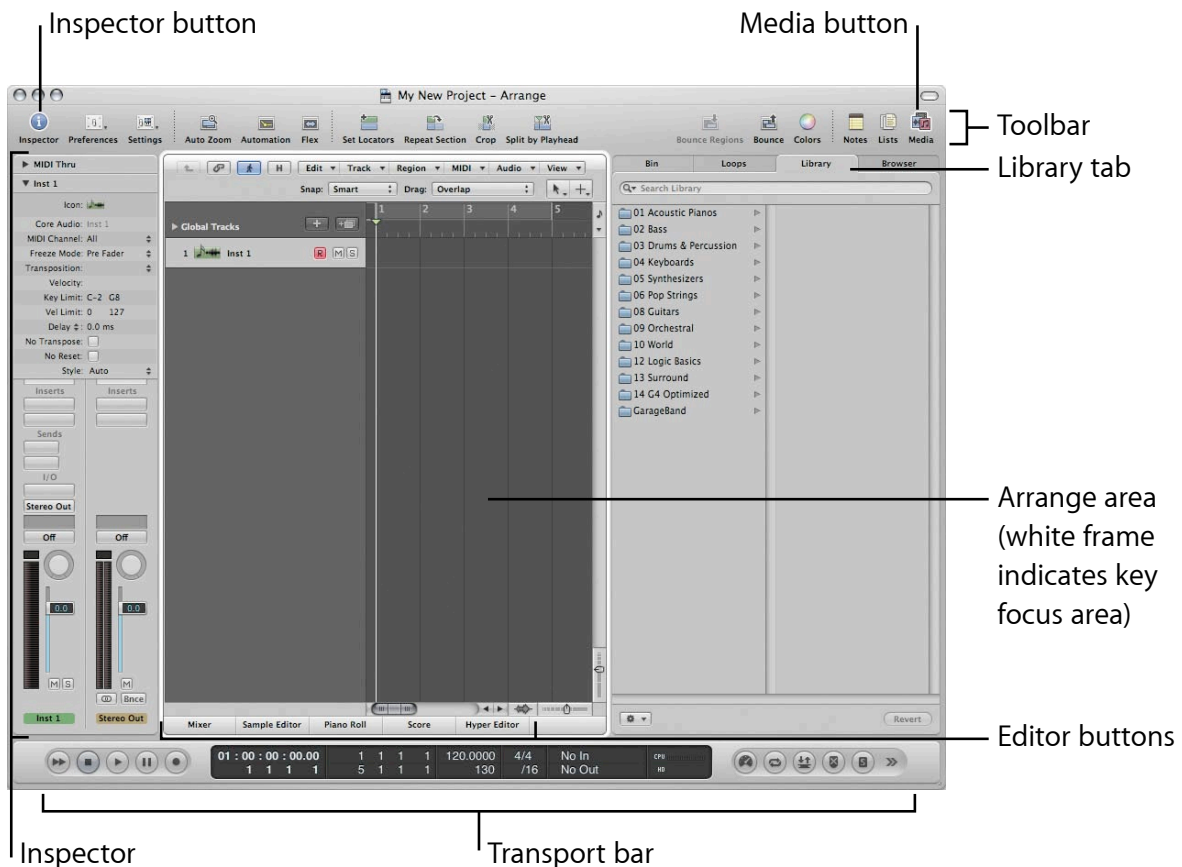 Inspector button
Media button
My New Project – Arrange
Inspector Preferences Settings Auto Zoom Automation Flex Set Locators Repeat Section Crop Split by Playhead Bounce Regions Bounce Colors Notes Lists Media
Toolbar
Library tab
MIDI Thru
Inst 1
Icon:
Core Audio: Inst 1
MIDI Channel: All
Freeze Mode: Pre Fader
Transposition:
Velocity:
Key Limit: C-2 G8
Vel Limit: 0 127
Delay : 0.0 ms
No Transpose:
No Reset:
Style: Auto
Inserts Inserts
Sends
I/O
Stereo Out
Off Off
0.0 0.0
M S M
Bnce
Inst 1 Stereo Out
H Edit Track Region MIDI Audio View
Snap: Smart Drag: Overlap
1 2 3 4 5
Global Tracks
1 Inst 1 R M S
Mixer Sample Editor Piano Roll Score Hyper Editor
Bin Loops Library Browser
Search Library
01 Acoustic Pianos
02 Bass
03 Drums & Percussion
04 Keyboards
05 Synthesizers
06 Pop Strings
08 Guitars
09 Orchestral
10 World
12 Logic Basics
13 Surround
14 G4 Optimized
GarageBand
Revert
Arrange area
(white frame
indicates key
focus area)
Editor buttons
01 : 00 : 00 : 00.00 1 1 1 1 120.0000 4/4 No In CPU
1 1 1 1 5 1 1 1 130 /16 No Out HD
Inspector
Transport bar